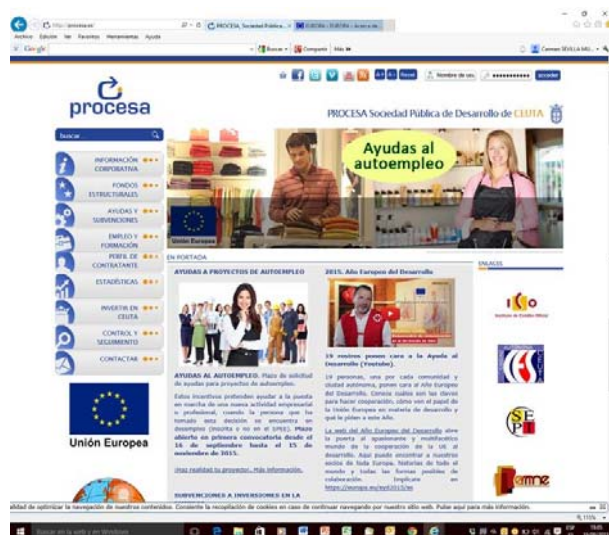 http://procesa.es/
PROCESA, Sociedad Pública...
Archivo Edición Ver Favoritos Herramientas Ayuda
Google
Buscar
Compartir
Más
A+
A-
Reset
acceder
procesa
PROCESA Sociedad Pública de Desarrollo de CEUTA
buscar...
INFORMACIÓN
CORPORATIVA
FONDOS
ESTRUCTURALES
AYUDAS Y
SUBVENCIONES
EMPLEO Y
FORMACIÓN
PERFIL DE
CONTRATANTE
ESTADÍSTICAS
INVERTIR EN
CEUTA
CONTROL Y
SEGUIMIENTO
CONTACTAR
Unión Europea
Ayudas al
autoempleo
Unión Europea
EN PORTADA
AYUDAS A PROYECTOS DE AUTOEMPLEO
AYUDAS AL AUTOEMPLEO. Plazo de solicitud
de ayudas para proyectos de autoempleo.
Estos incentivos pretenden ayudar a la puesta
en marcha de una nueva actividad empresarial
o profesional, cuando la persona que ha
tomado esta decisión se encuentra en
desempleo (inscrita o no en el SPEE). Plazo
abierto en primera convocatoria desde el
16 de septiembre hasta el 15 de
noviembre de 2015.
¡Haz realidad tu proyecto!. Más información.
SUBVENCIONES A INVERSIONES EN LA
2015. Año Europeo del Desarrollo
19 rostros ponen cara a la Ayuda al
Desarrollo (Youtube).
19 personas, una por cada comunidad y
ciudad autónoma, ponen cara al Año Europeo
del Desarrollo. Conoce cuáles son las claves
para hacer cooperación, cómo ven el papel de
la Unión Europea en materia de desarrollo y
qué le piden a este Año.
La web del Año Europeo del Desarrollo abre
la puerta al apasionante y multifacético
mundo de la cooperación de la UE al
desarrollo. Aquí puede encontrar a nuestros
socios de toda Europa. Historias de todo el
mundo y todas las formas posibles de
colaboración. Implícate en
https://europa.eu/eyd2015/es
ENLACES
Instituto de Crédito Oficial
SEPI
idad de optimizar la navegación de nuestros contenidos. Consiente la recopilación de cookies en caso de continuar navegando por nuestro sitio web. Pulse aquí para más información.
115%
Buscar en la web y en Windows
ESP